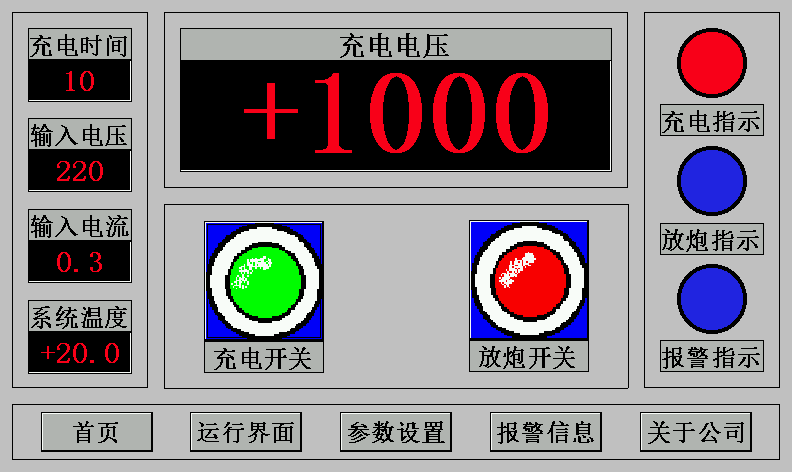 充电时间
10
输入电压
220
输入电流
0.3
系统温度
+20.0
充电电压
+1000
充电开关
放炮开关
充电指示
放炮指示
报警指示
首页
运行界面
参数设置
报警信息
关于公司